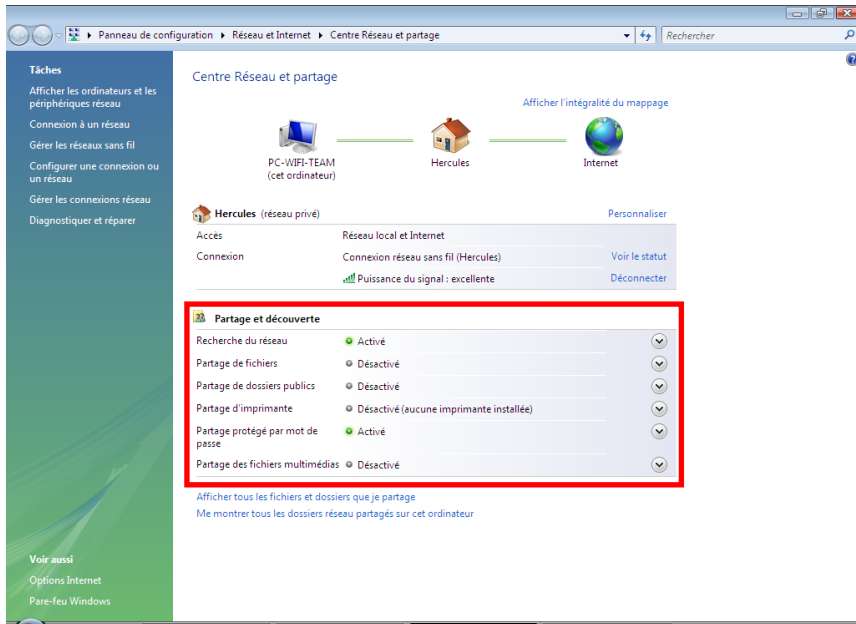 Panneau de configuration ▸ Réseau et Internet ▸ Centre Réseau et partage
Rechercher
Tâches
Afficher les ordinateurs et les
périphériques réseau
Connexion à un réseau
Gérer les réseaux sans fil
Configurer une connexion ou
un réseau
Gérer les connexions réseau
Diagnostiquer et réparer
Voir aussi
Options Internet
Pare-feu Windows
Centre Réseau et partage
Afficher l'intégralité du mappage
PC-WIFI-TEAM
(cet ordinateur)
Hercules
Internet
Hercules (réseau privé)
Personnaliser
Accès Réseau local et Internet
Connexion Connexion réseau sans fil (Hercules) Voir le statut
Puissance du signal : excellente Déconnecter
Partage et découverte
Recherche du réseau Activé
Partage de fichiers Désactivé
Partage de dossiers publics Désactivé
Partage d'imprimante Désactivé (aucune imprimante installée)
Partage protégé par mot de
passe
Activé
Partage des fichiers multimédias Désactivé
Afficher tous les fichiers et dossiers que je partage
Me montrer tous les dossiers réseau partagés sur cet ordinateur